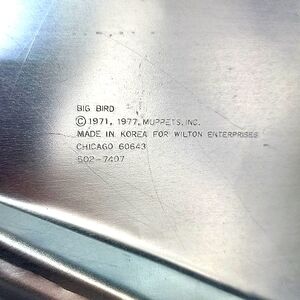 BIG BIRD
© 1971, 1977, MUPPETS, INC.
MADE IN KOREA FOR WILTON ENTERPRISES
CHICAGO 60643
502-7407